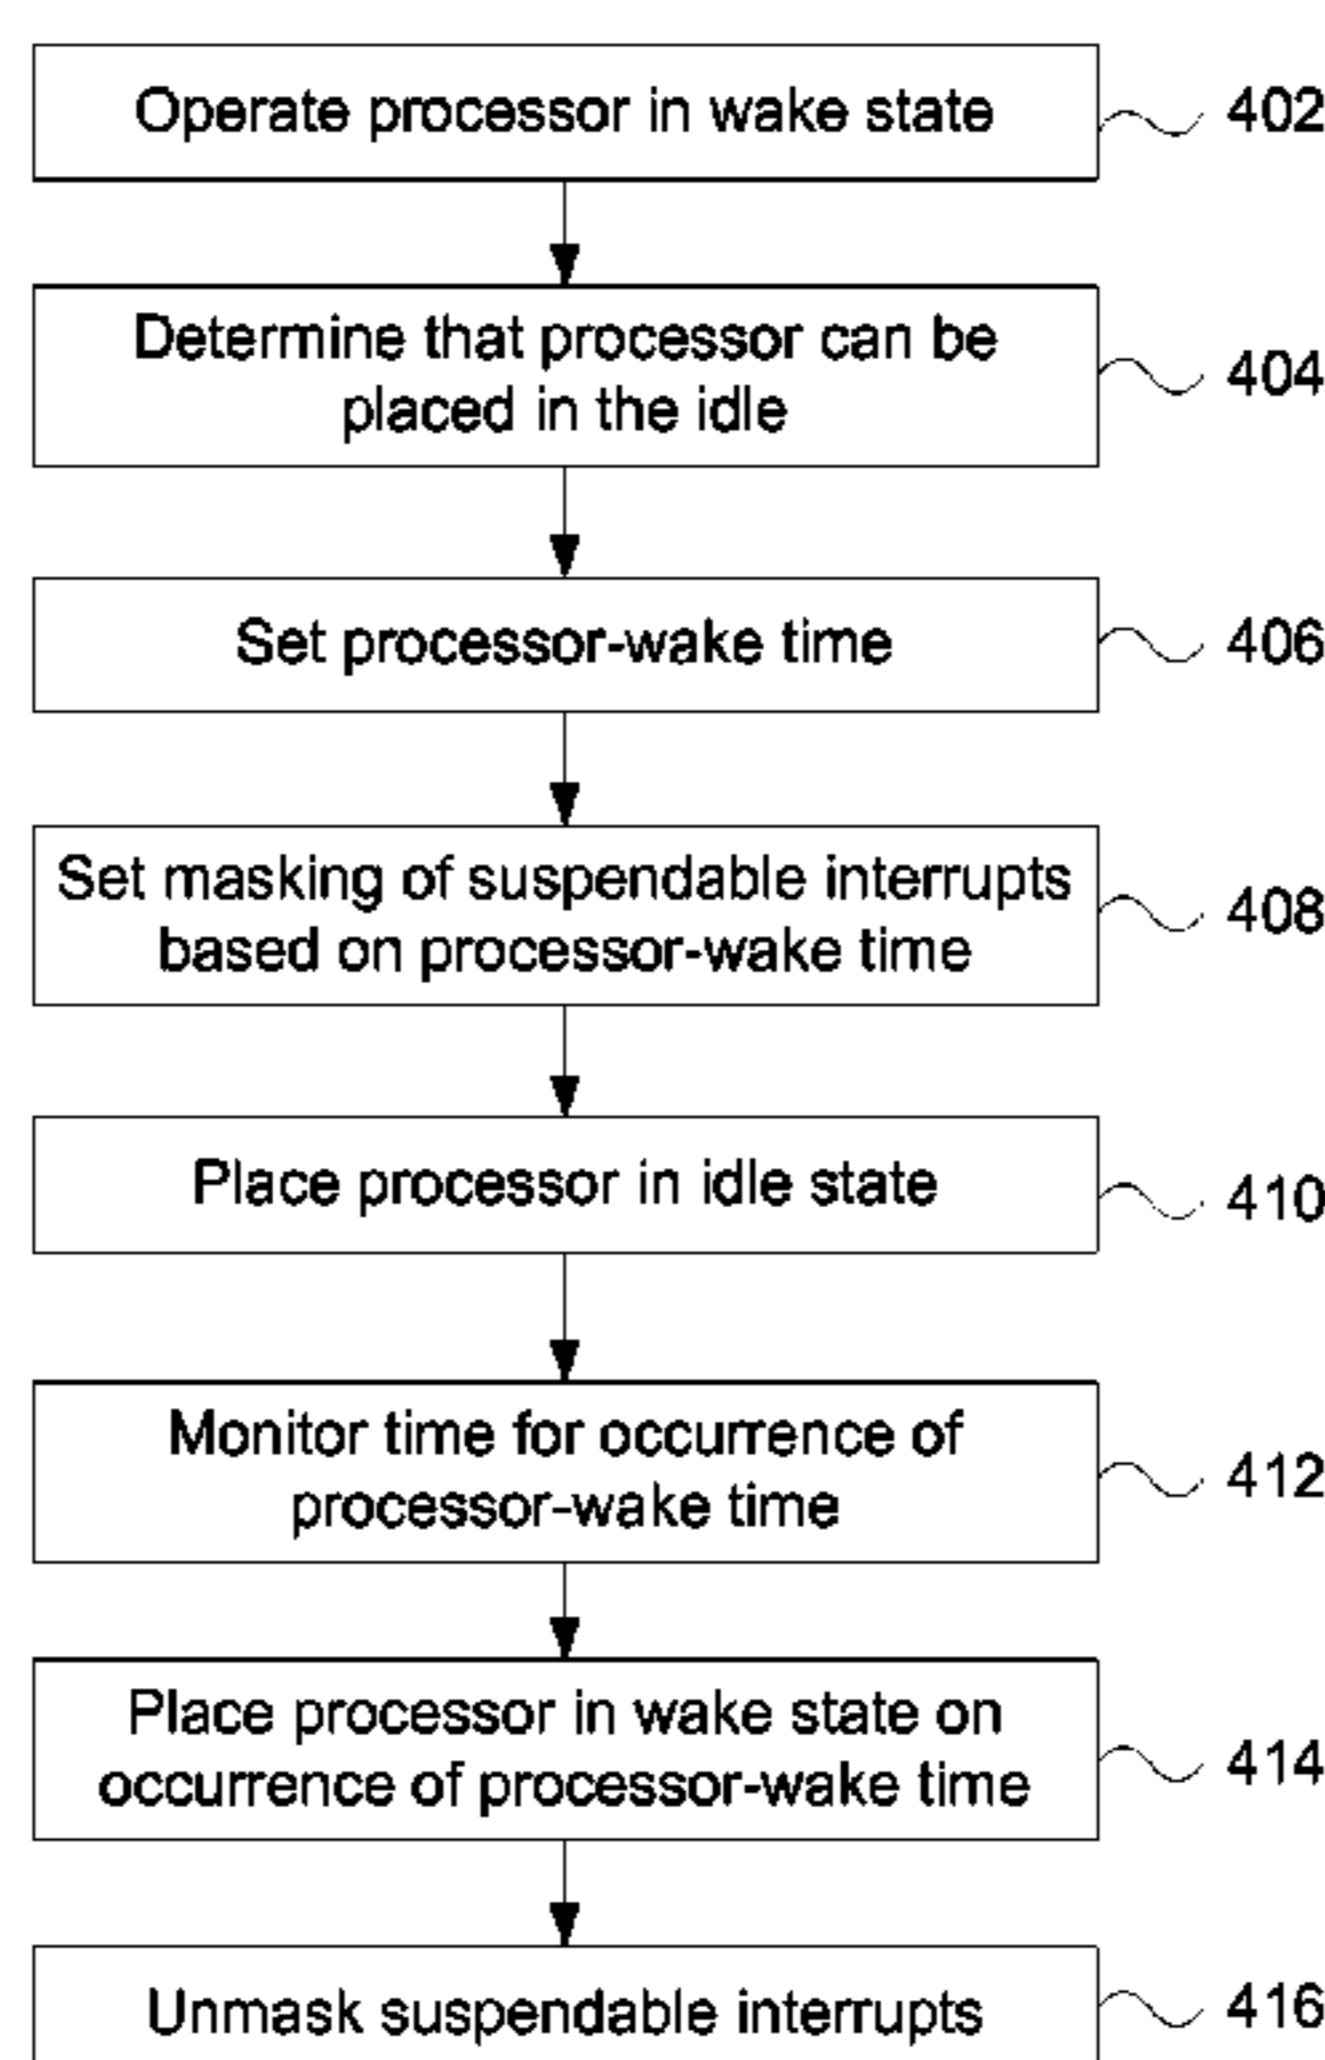 Operate processor in wake state
402
Determine that processor can be
placed in the idle
404
Set processor-wake time
406
Set masking of suspendable interrupts
based on processor-wake time
408
Place processor in idle state
410
Monitor time for occurrence of
processor-wake time
412
Place processor in wake state on
occurrence of processor-wake time
414
Unmask suspendable interrupts
416